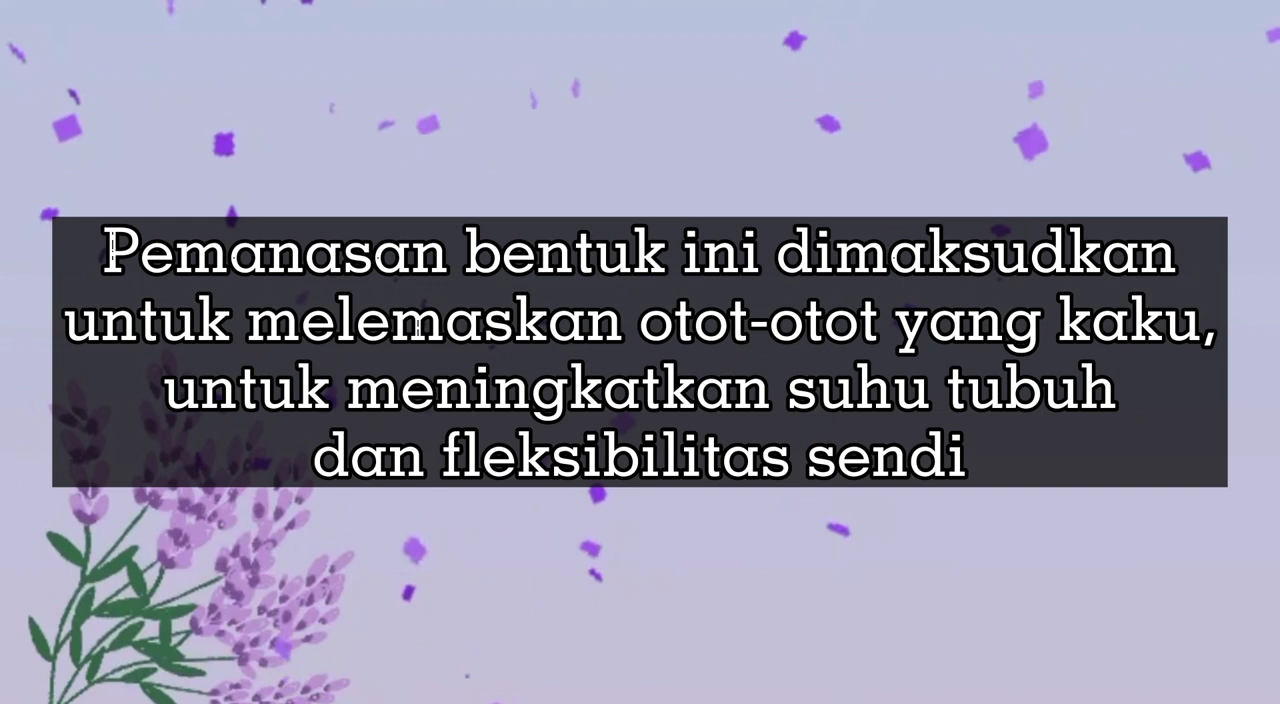 Pemanasan bentuk ini dimaksudkan
untuk melemaskan otot-otot yang kaku,
untuk meningkatkan suhu tubuh
dan fleksibilitas sendi